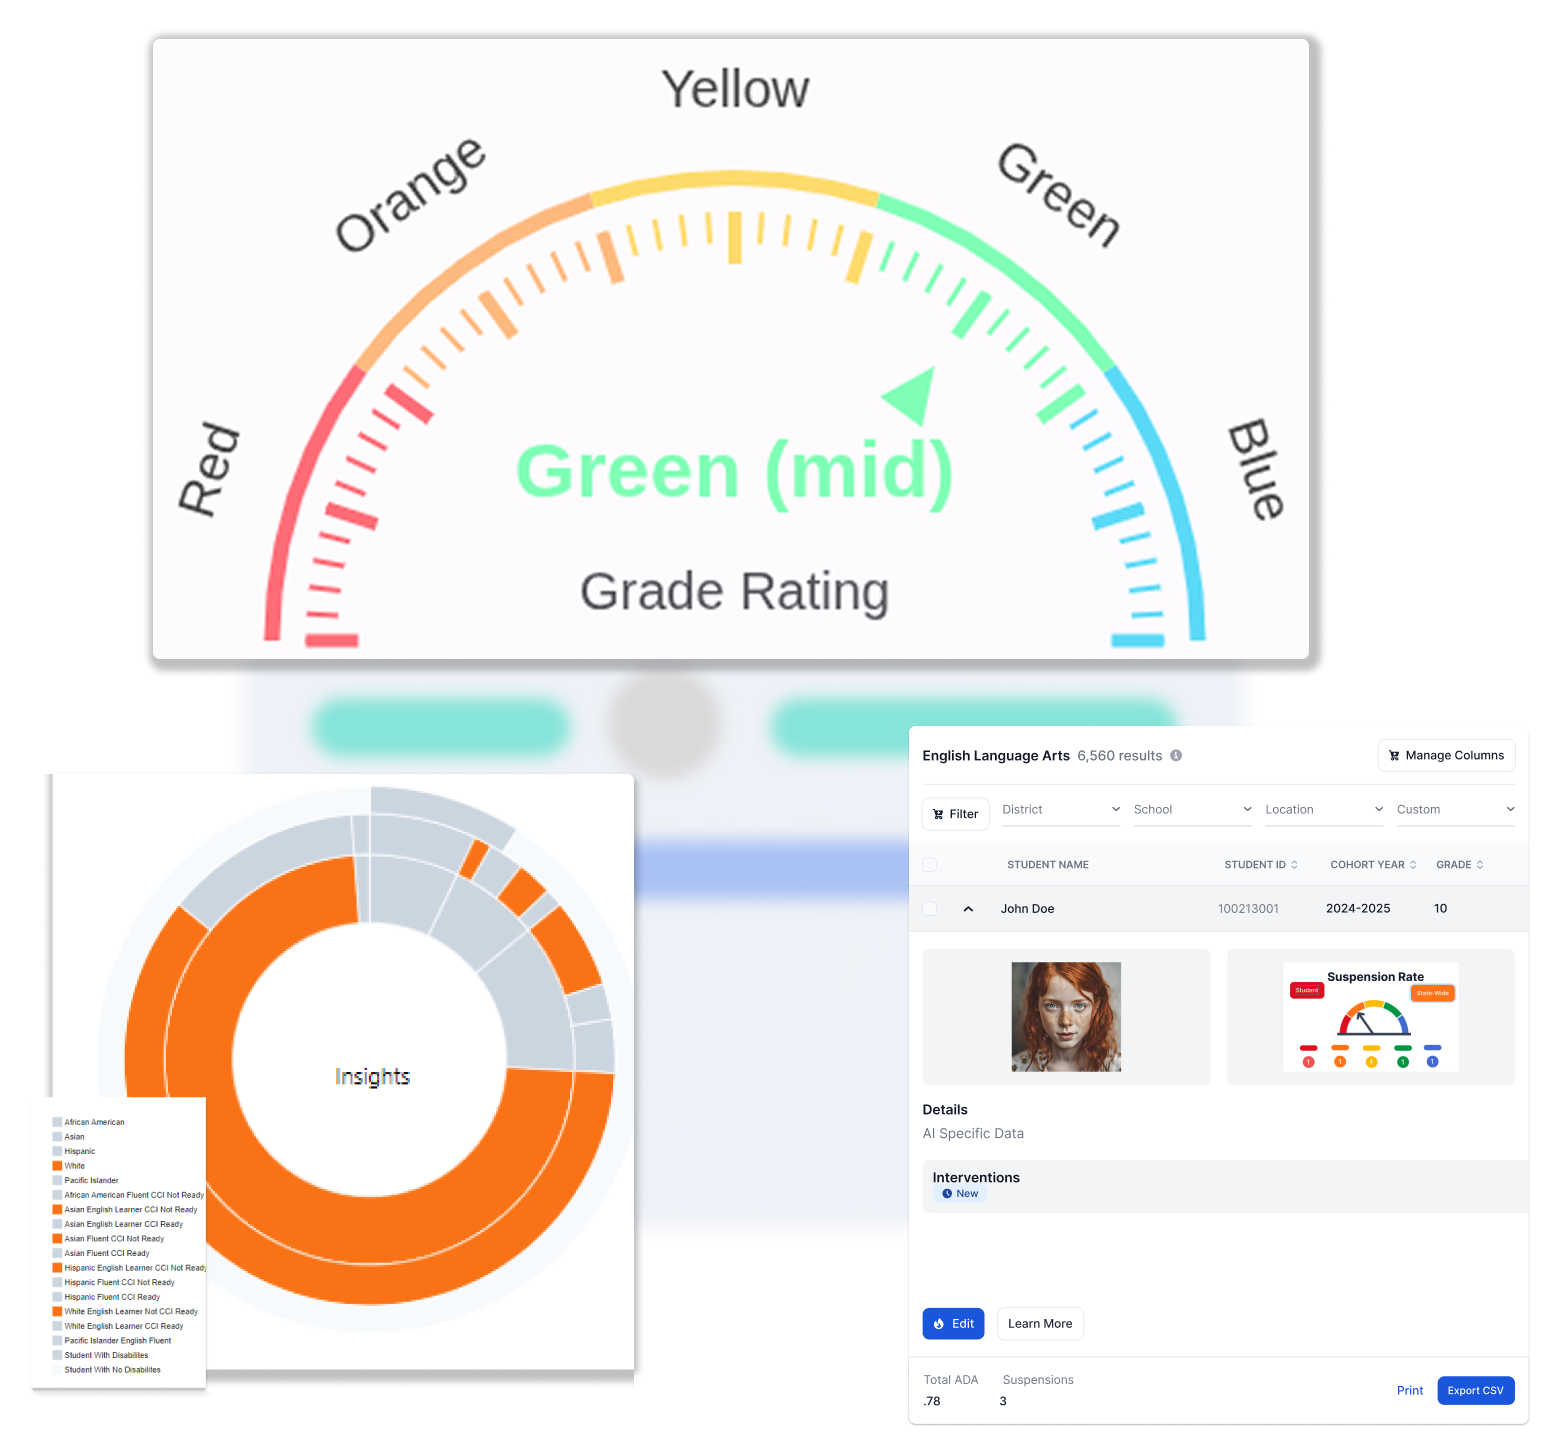 Yellow
Orange
Green
Red
Blue
Green (mid)
Grade Rating
English Language Arts 6,560 results
Manage Columns
Filter
District
School
Location
Custom
STUDENT NAME
STUDENT ID
COHORT YEAR
GRADE
John Doe
100213001
2024-2025
10
Suspension Rate
Student
State-Wide
1
1
1
1
1
Details
AI Specific Data
Interventions
New
Edit
Learn More
Total ADA
Suspensions
.78
3
Print
Export CSV
Insights
African American
Asian
Hispanic
White
Pacific Islander
African American Fluent CCI Not Ready
Asian English Learner CCI Not Ready
Asian English Learner CCI Ready
Asian Fluent CCI Not Ready
Asian Fluent CCI Ready
Hispanic English Learner CCI Not Ready
Hispanic Fluent CCI Not Ready
Hispanic Fluent CCI Ready
White English Learner Not CCI Ready
White English Learner CCI Ready
Pacific Islander English Fluent
Student With Disabilites
Student With No Disabilites